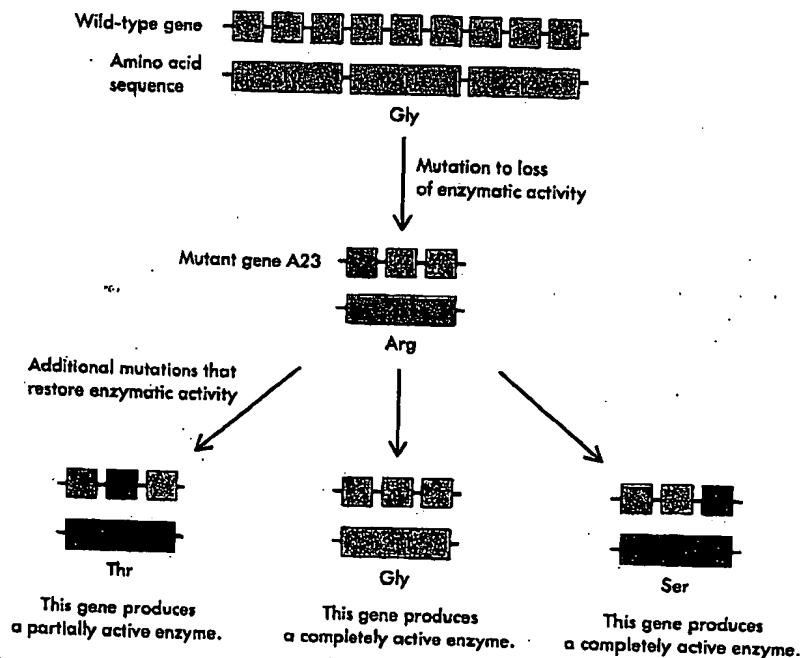 Wild-type gene
Amino acid
sequence
Gly
Mutation to loss
of enzymatic activity
Mutant gene A23
Arg
Additional mutations that
restore enzymatic activity
Thr
Gly
Ser
This gene produces
a partially active enzyme.
This gene produces
a completely active enzyme.
This gene produces
a completely active enzyme.